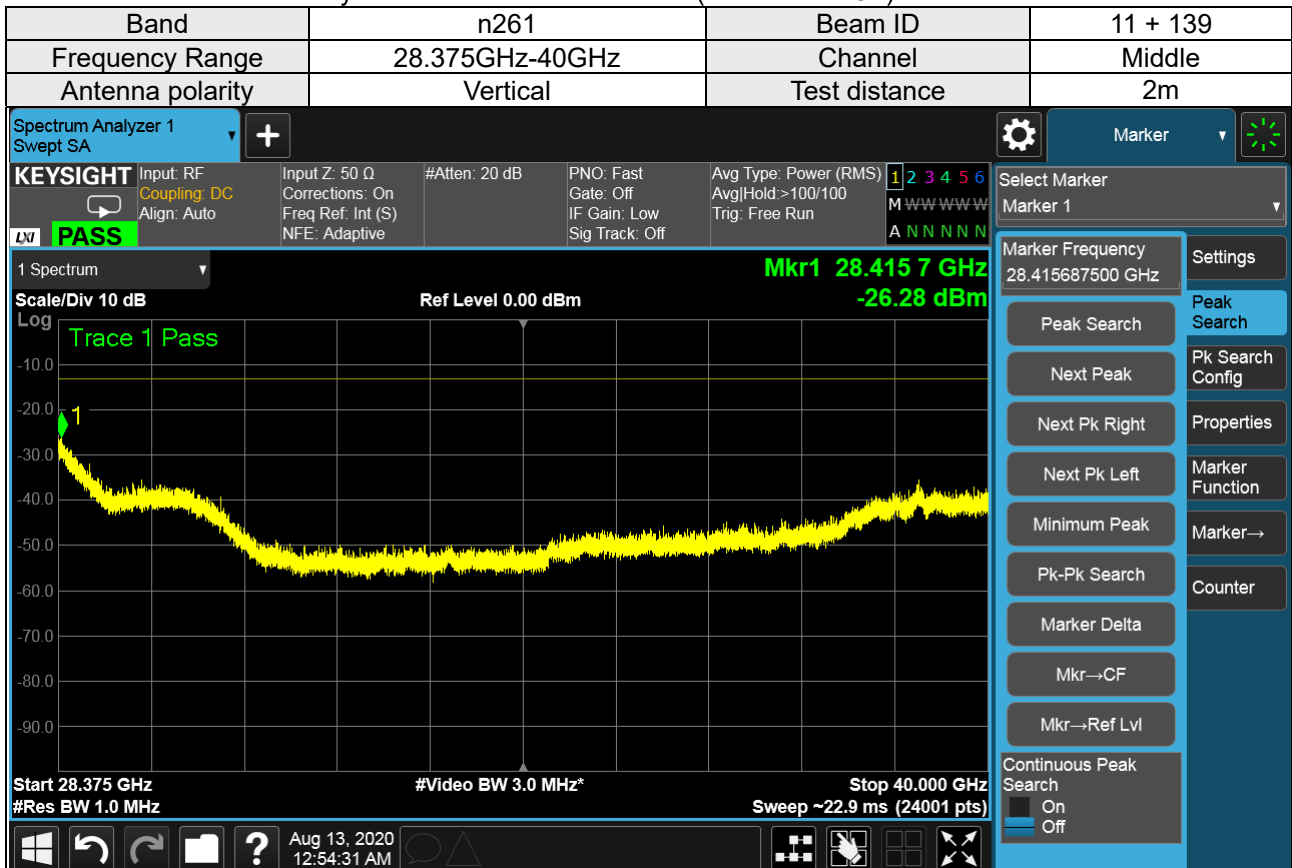 Band n261 Beam ID 11 + 139
Frequency Range 28.375GHz-40GHz Channel Middle
Antenna polarity Vertical Test distance 2m
Spectrum Analyzer 1
Swept SA
+
Marker
KEYSIGHT
LXI PASS
Input: RF
Coupling: DC
Align: Auto
Input Z: 50 Ω
Corrections: On
Freq Ref: Int (S)
NFE: Adaptive
#Atten: 20 dB
PNO: Fast
Gate: Off
IF Gain: Low
Sig Track: Off
Avg Type: Power (RMS)
Avg|Hold:>100/100
Trig: Free Run
1 2 3 4 5 6
M W W W W W
A N N N N N
Select Marker
Marker 1
1 Spectrum
Mkr1 28.415 7 GHz
-26.28 dBm
Scale/Div 10 dB
Ref Level 0.00 dBm
Log
Trace 1 Pass
-10.0
-20.0
1
-30.0
-40.0
-50.0
-60.0
-70.0
-80.0
-90.0
Start 28.375 GHz
#Video BW 3.0 MHz*
Stop 40.000 GHz
#Res BW 1.0 MHz
Sweep ~22.9 ms (24001 pts)
Marker Frequency
28.415687500 GHz
Peak Search
Next Peak
Next Pk Right
Next Pk Left
Minimum Peak
Pk-Pk Search
Marker Delta
Mkr→CF
Mkr→Ref Lvl
Continuous Peak
Search
On
Off
Settings
Peak
Search
Pk Search
Config
Properties
Marker
Function
Marker→
Counter
?
Aug 13, 2020
12:54:31 AM